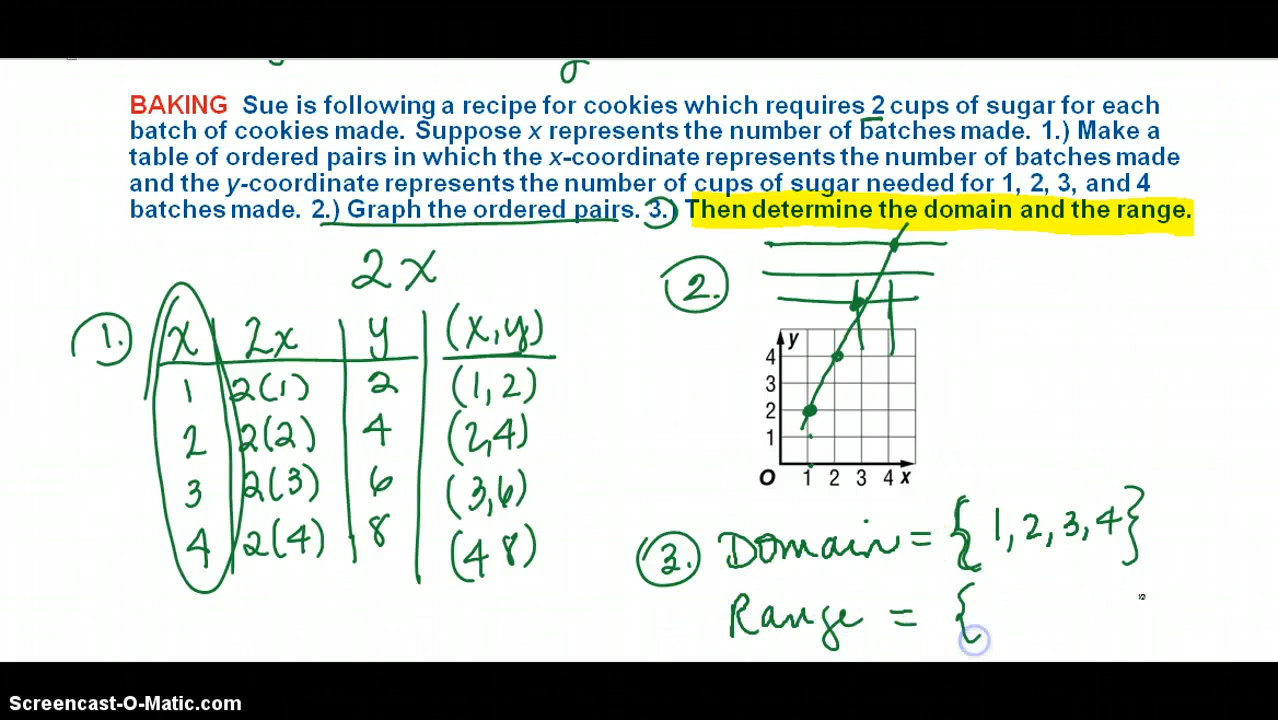 BAKING Sue is following a recipe for cookies which requires 2 cups of sugar for each
batch of cookies made. Suppose x represents the number of batches made. 1.) Make a
table of ordered pairs in which the x-coordinate represents the number of batches made
and the y-coordinate represents the number of cups of sugar needed for 1, 2, 3, and 4
batches made. 2.) Graph the ordered pairs. 3.) Then determine the domain and the range.
2x
1.
x 2x y (x,y)
1 2(1) 2 (1,2)
2 2(2) 4 (2,4)
3 2(3) 6 (3,6)
4 2(4) 8 (4 8)
2.
y
4
3
2
1
O 1 2 3 4 x
3. Domain = {1, 2, 3, 4}
Range = {
Screencast-O-Matic.com